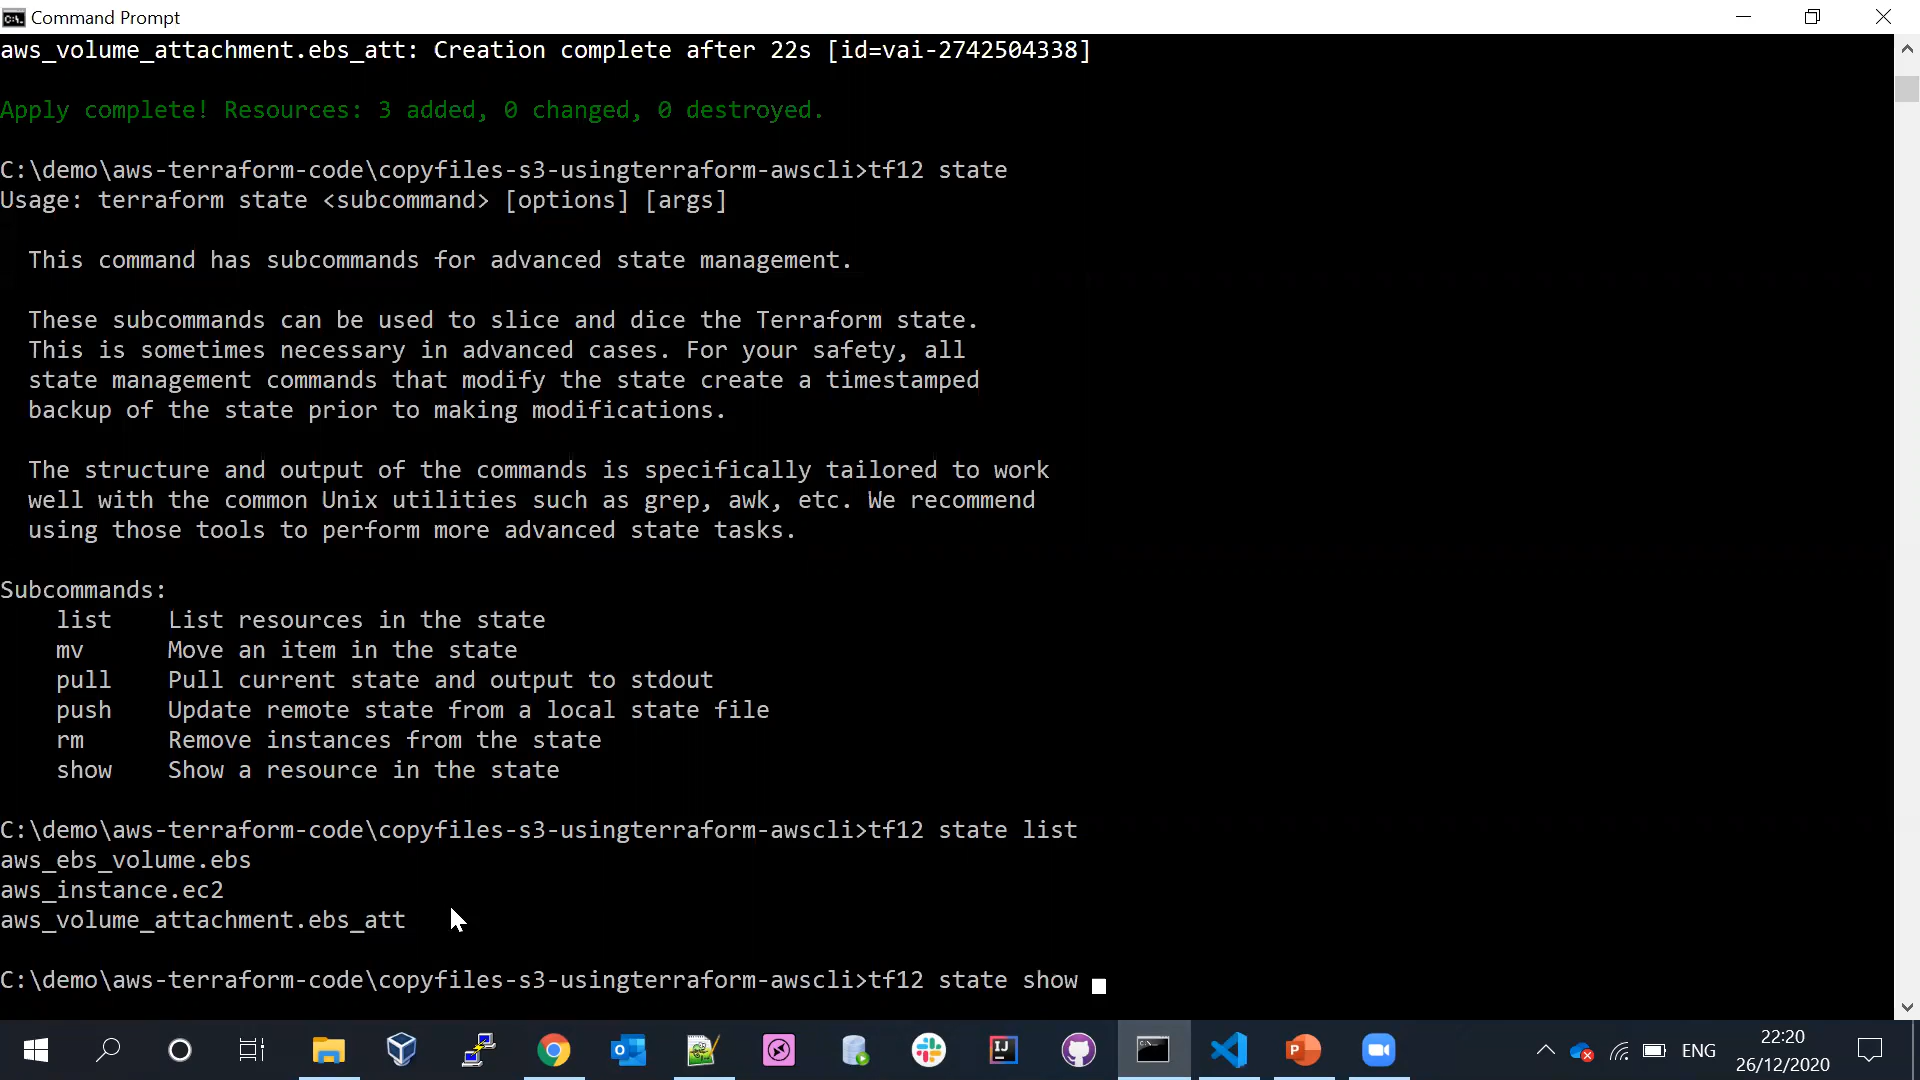 Command Prompt
aws_volume_attachment.ebs_att: Creation complete after 22s [id=vai-2742504338]
Apply complete! Resources: 3 added, 0 changed, 0 destroyed.
C:\demo\aws-terraform-code\copyfiles-s3-usingterraform-awscli>tf12 state
Usage: terraform state <subcommand> [options] [args]
This command has subcommands for advanced state management.
These subcommands can be used to slice and dice the Terraform state.
This is sometimes necessary in advanced cases. For your safety, all
state management commands that modify the state create a timestamped
backup of the state prior to making modifications.
The structure and output of the commands is specifically tailored to work
well with the common Unix utilities such as grep, awk, etc. We recommend
using those tools to perform more advanced state tasks.
Subcommands:
list    List resources in the state
mv      Move an item in the state
pull    Pull current state and output to stdout
push    Update remote state from a local state file
rm      Remove instances from the state
show    Show a resource in the state
C:\demo\aws-terraform-code\copyfiles-s3-usingterraform-awscli>tf12 state list
aws_ebs_volume.ebs
aws_instance.ec2
aws_volume_attachment.ebs_att
C:\demo\aws-terraform-code\copyfiles-s3-usingterraform-awscli>tf12 state show
ENG
22:20
26/12/2020